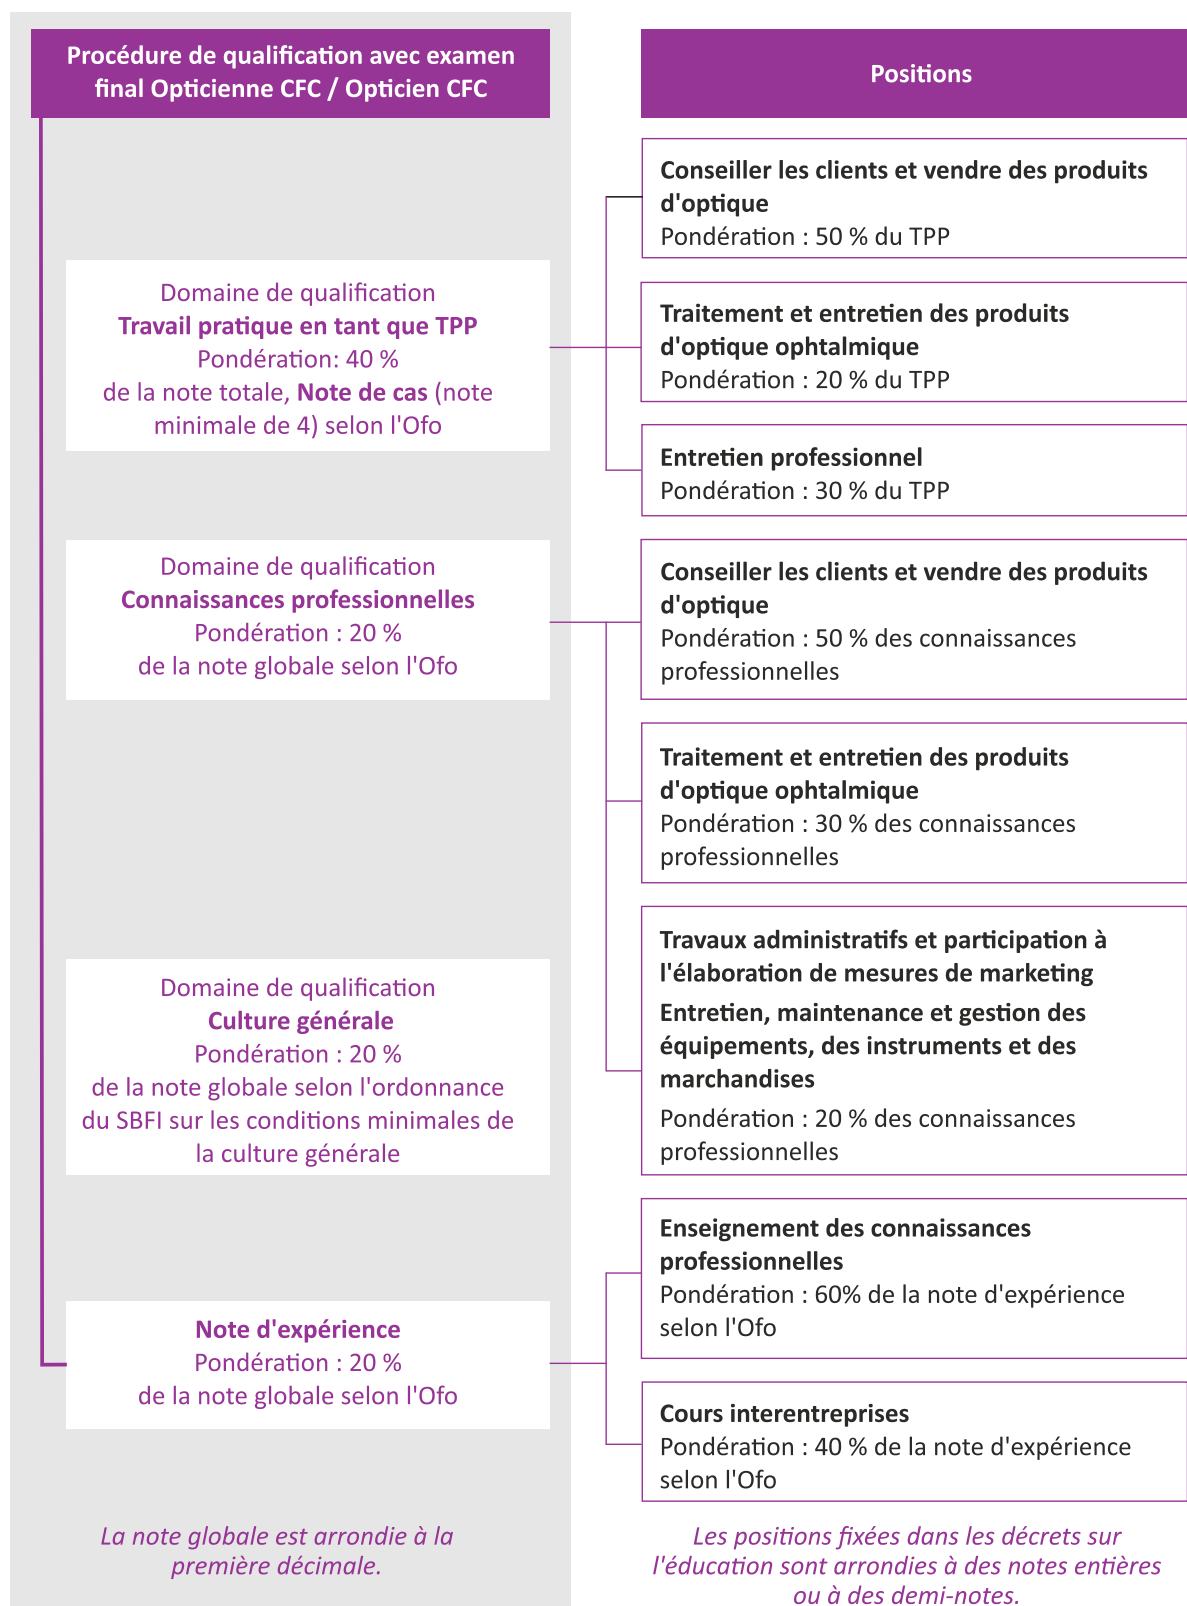 Procédure de qualification avec examen
final Opticienne CFC / Opticien CFC
Positions
Domaine de qualification
Travail pratique en tant que TPP
Pondération: 40 %
de la note totale, Note de cas (note
minimale de 4) selon l'Ofo
Conseiller les clients et vendre des produits
d'optique
Pondération : 50 % du TPP
Traitement et entretien des produits
d'optique ophtalmique
Pondération : 20 % du TPP
Entretien professionnel
Pondération : 30 % du TPP
Domaine de qualification
Connaissances professionnelles
Pondération : 20 %
de la note globale selon l'Ofo
Conseiller les clients et vendre des produits
d'optique
Pondération : 50 % des connaissances
professionnelles
Traitement et entretien des produits
d'optique ophtalmique
Pondération : 30 % des connaissances
professionnelles
Travaux administratifs et participation à
l'élaboration de mesures de marketing
Entretien, maintenance et gestion des
équipements, des instruments et des
marchandises
Pondération : 20 % des connaissances
professionnelles
Domaine de qualification
Culture générale
Pondération : 20 %
de la note globale selon l'ordonnance
du SBFI sur les conditions minimales de
la culture générale
Note d'expérience
Pondération : 20 %
de la note globale selon l'Ofo
Enseignement des connaissances
professionnelles
Pondération : 60% de la note d'expérience
selon l'Ofo
Cours interentreprises
Pondération : 40 % de la note d'expérience
selon l'Ofo
La note globale est arrondie à la
première décimale.
Les positions fixées dans les décrets sur
l'éducation sont arrondies à des notes entières
ou à des demi-notes.